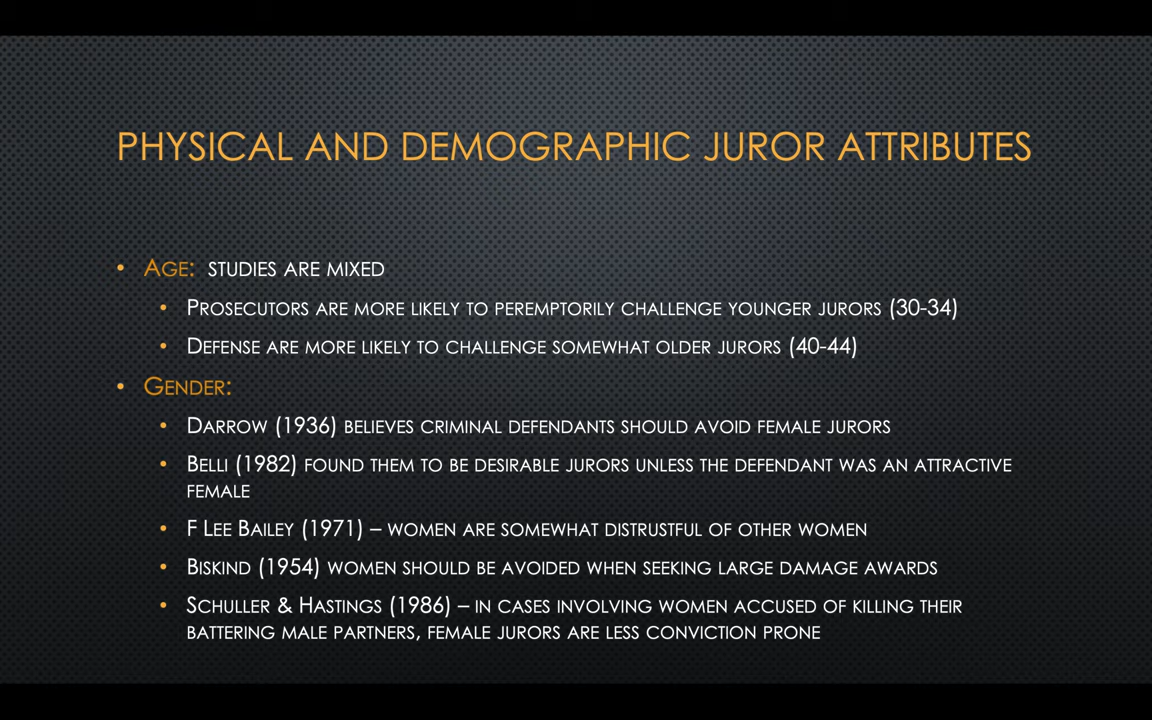 PHYSICAL AND DEMOGRAPHIC JUROR ATTRIBUTES
• AGE: STUDIES ARE MIXED
• PROSECUTORS ARE MORE LIKELY TO PEREMPTORILY CHALLENGE YOUNGER JURORS (30-34)
• DEFENSE ARE MORE LIKELY TO CHALLENGE SOMEWHAT OLDER JURORS (40-44)
• GENDER:
• DARROW (1936) BELIEVES CRIMINAL DEFENDANTS SHOULD AVOID FEMALE JURORS
• BELLI (1982) FOUND THEM TO BE DESIRABLE JURORS UNLESS THE DEFENDANT WAS AN ATTRACTIVE
FEMALE
• F LEE BAILEY (1971) – WOMEN ARE SOMEWHAT DISTRUSTFUL OF OTHER WOMEN
• BISKIND (1954) WOMEN SHOULD BE AVOIDED WHEN SEEKING LARGE DAMAGE AWARDS
• SCHULLER & HASTINGS (1986) – IN CASES INVOLVING WOMEN ACCUSED OF KILLING THEIR
BATTERING MALE PARTNERS, FEMALE JURORS ARE LESS CONVICTION PRONE